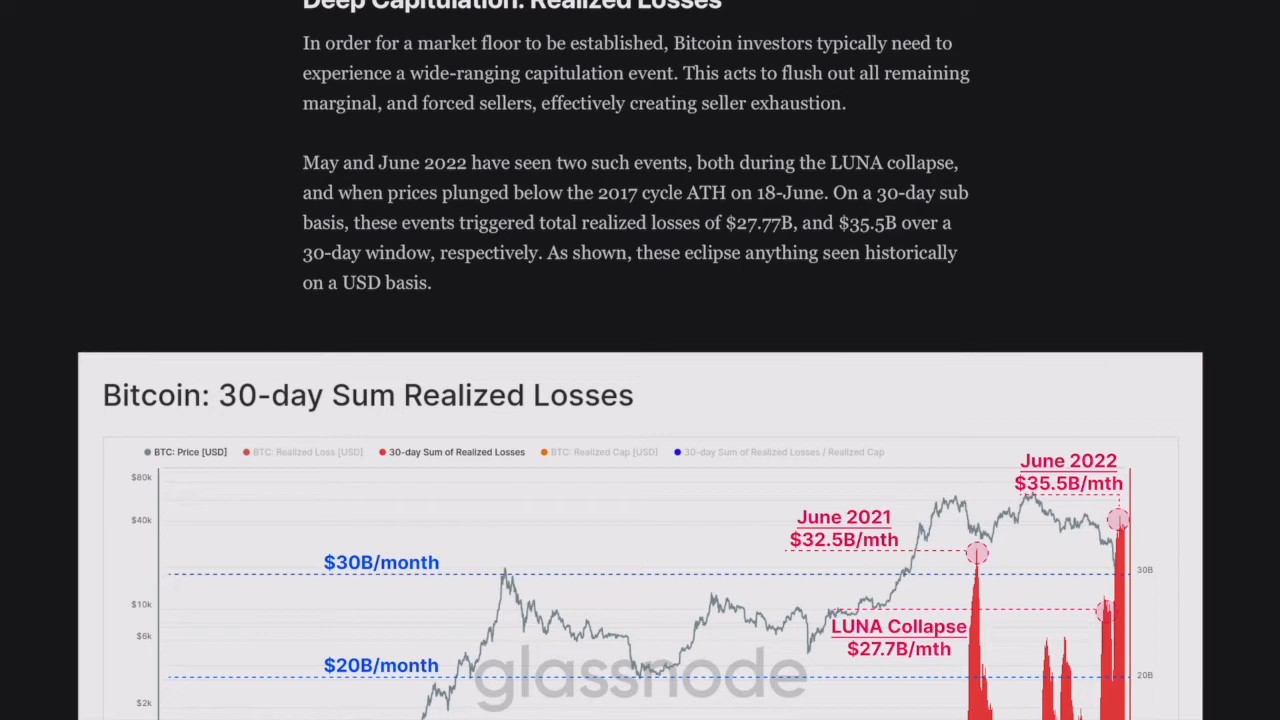 Deep Capitulation: Realized Losses
In order for a market floor to be established, Bitcoin investors typically need to
experience a wide-ranging capitulation event. This acts to flush out all remaining
marginal, and forced sellers, effectively creating seller exhaustion.
May and June 2022 have seen two such events, both during the LUNA collapse,
and when prices plunged below the 2017 cycle ATH on 18-June. On a 30-day sub
basis, these events triggered total realized losses of $27.77B, and $35.5B over a
30-day window, respectively. As shown, these eclipse anything seen historically
on a USD basis.
Bitcoin: 30-day Sum Realized Losses
BTC: Price [USD] BTC: Realized Loss [USD] 30-day Sum of Realized Losses BTC: Realized Cap [USD] 30-day Sum of Realized Losses / Realized Cap
June 2022
$35.5B/mth
$80k
June 2021
$32.5B/mth
$40k
$30B/month
30B
$10k
LUNA Collapse
$27.7B/mth
$6k
$20B/month
glassnode
20B
$2k